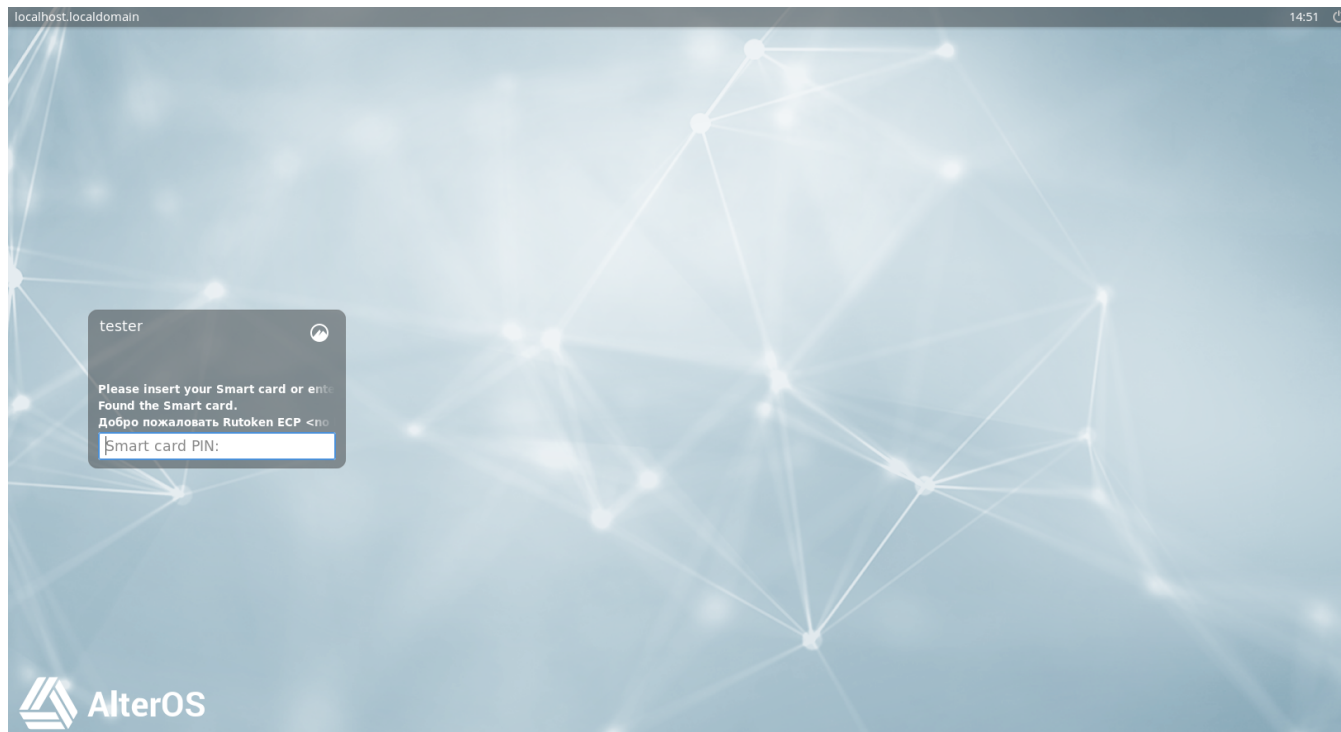 localhost.localdomain
14:51
tester
Please insert your Smart card or ente
Found the Smart card.
Добро пожаловать Rutoken ECP <no
Smart card PIN:
AlterOS